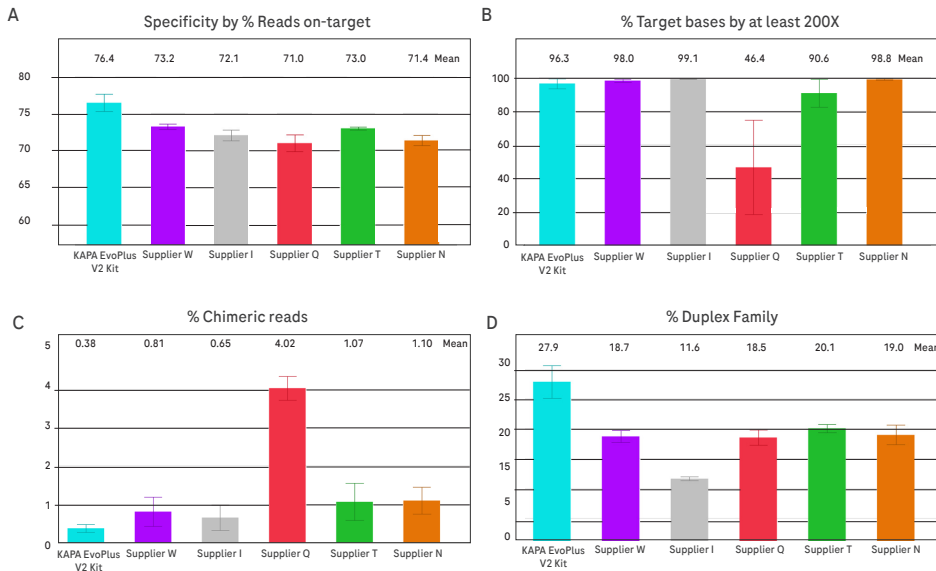 A
Specificity by % Reads on-target
76.4 73.2 72.1 71.0 73.0 71.4 Mean
80
75
70
65
60
KAPA EvoPlus V2 Kit
Supplier W
Supplier I
Supplier Q
Supplier T
Supplier N
B
% Target bases by at least 200X
96.3 98.0 99.1 46.4 90.6 98.8 Mean
100
80
60
40
20
0
KAPA EvoPlus V2 Kit
Supplier W
Supplier I
Supplier Q
Supplier T
Supplier N
C
% Chimeric reads
0.38 0.81 0.65 4.02 1.07 1.10 Mean
5
4
3
2
1
0
KAPA EvoPlus V2 Kit
Supplier W
Supplier I
Supplier Q
Supplier T
Supplier N
D
% Duplex Family
27.9 18.7 11.6 18.5 20.1 19.0 Mean
30
25
20
15
5
0
KAPA EvoPlus V2 Kit
Supplier W
Supplier I
Supplier Q
Supplier T
Supplier N